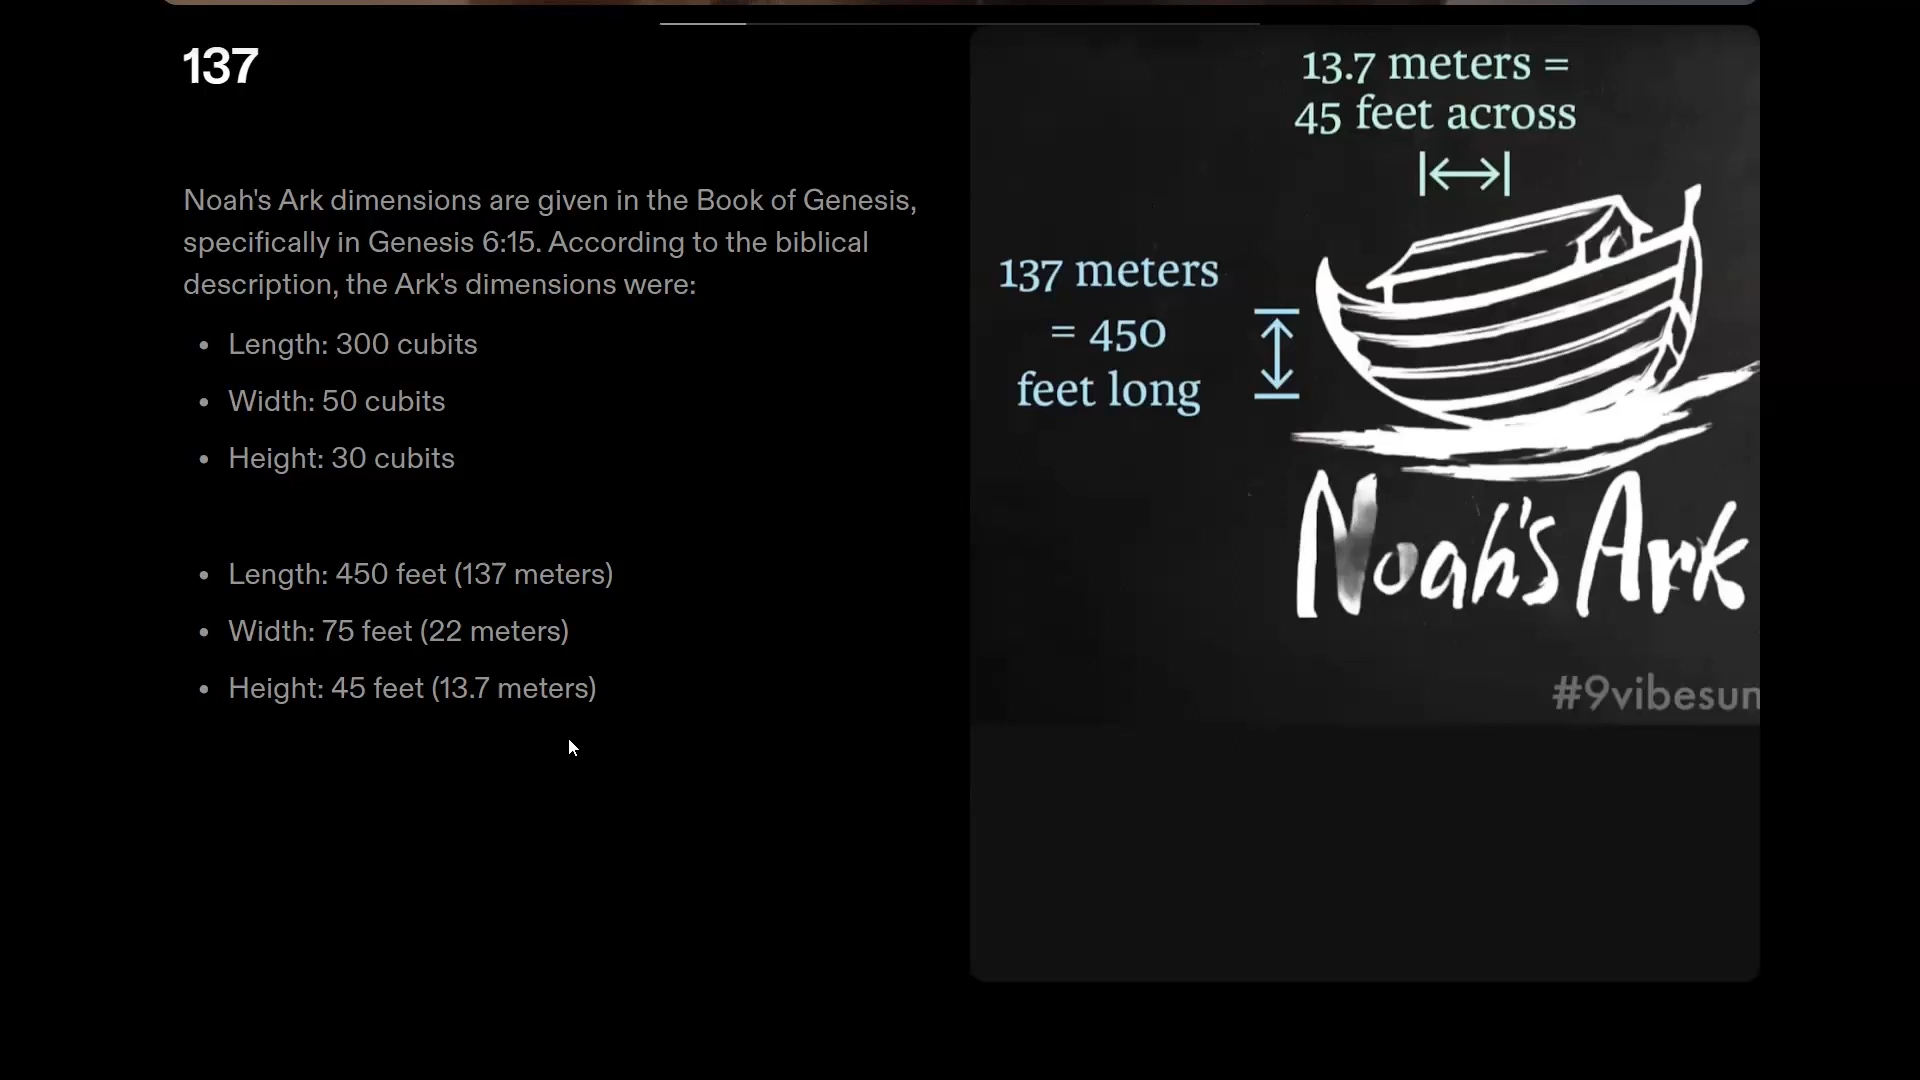 137
Noah's Ark dimensions are given in the Book of Genesis,
specifically in Genesis 6:15. According to the biblical
description, the Ark's dimensions were:
• Length: 300 cubits
• Width: 50 cubits
• Height: 30 cubits
• Length: 450 feet (137 meters)
• Width: 75 feet (22 meters)
• Height: 45 feet (13.7 meters)
13.7 meters =
45 feet across
137 meters
= 450
feet long
Noah's Ark
#9vibesun